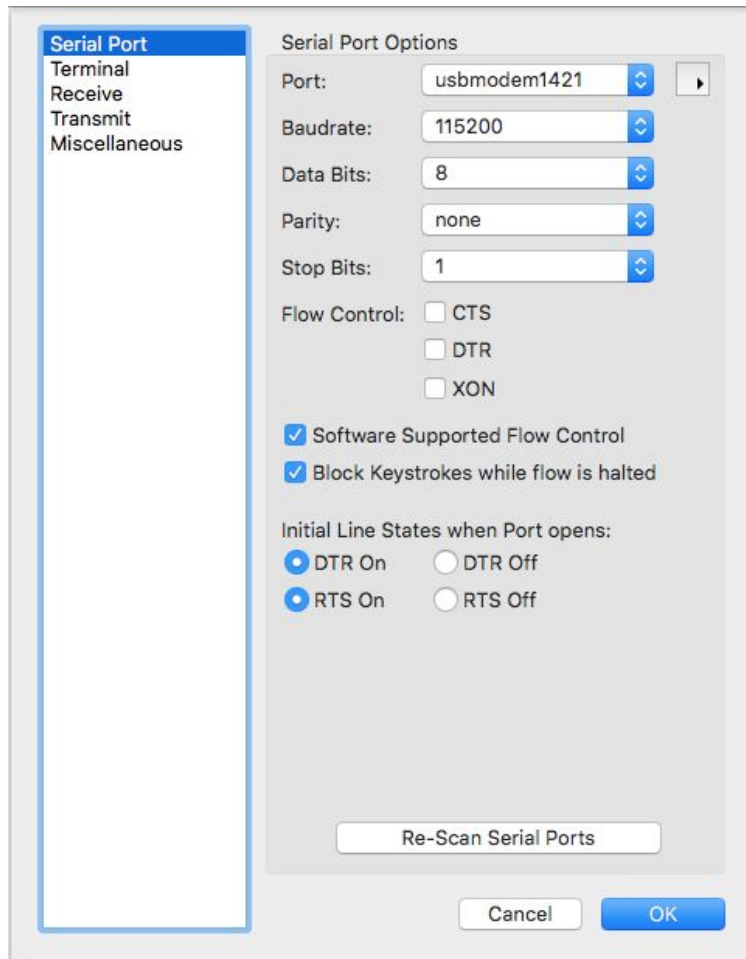 Serial Port
Terminal
Receive
Transmit
Miscellaneous
Serial Port Options
Port: usbmodem1421
Baudrate: 115200
Data Bits: 8
Parity: none
Stop Bits: 1
Flow Control: CTS
DTR
XON
Software Supported Flow Control
Block Keystrokes while flow is halted
Initial Line States when Port opens:
DTR On DTR Off
RTS On RTS Off
Re-Scan Serial Ports
Cancel OK